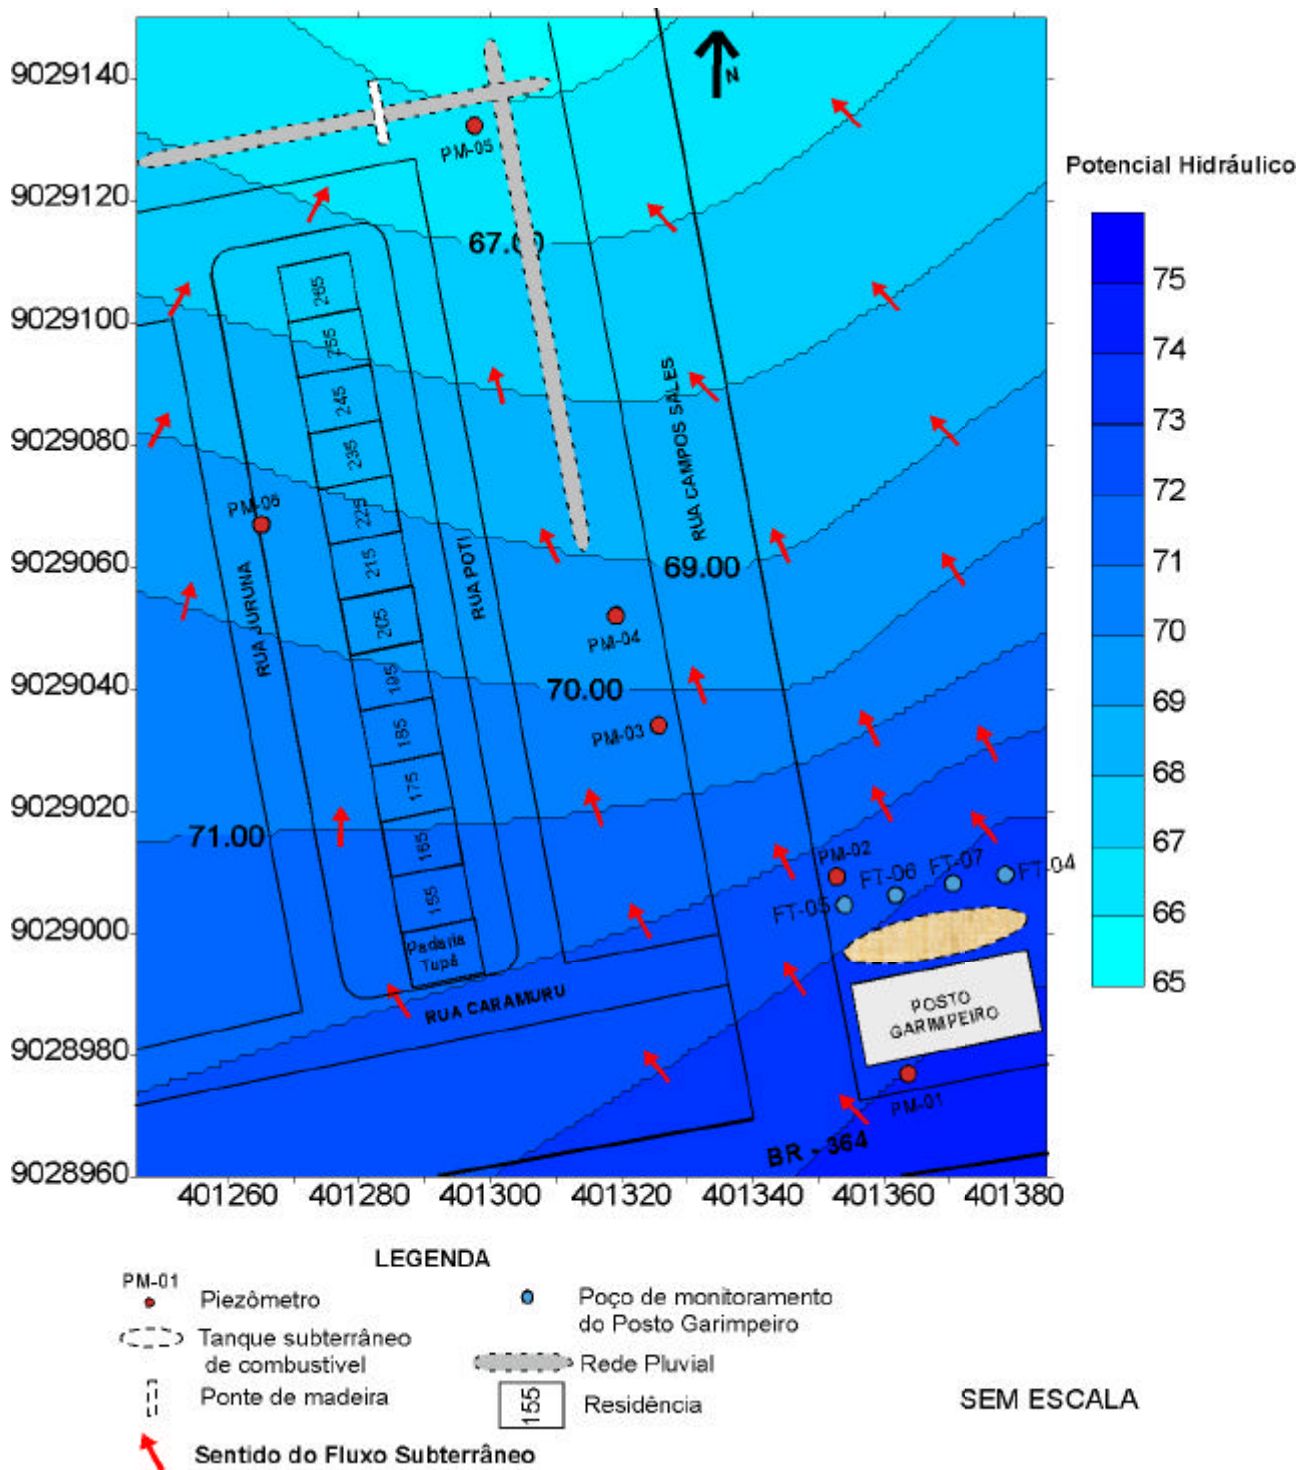 9029140
9029120
9029100
9029080
9029060
9029040
9029020
9029000
9028980
9028960
401260
401280
401300
401320
401340
401360
401380
N
PM-05
67.00
265
255
245
235
225
215
205
195
185
175
165
155
Padaria
Tupã
PM-06
RUA JURUNA
RUA POTI
RUA CAMPOS SALES
69.00
PM-04
70.00
PM-03
71.00
PM-02
FT-06
FT-07
FT-04
FT-05
POSTO
GARIMPEIRO
RUA CARAMURU
PM-01
BR - 364
Potencial Hidráulico
75
74
73
72
71
70
69
68
67
66
65
LEGENDA
PM-01
Piezômetro
Tanque subterrâneo
de combustível
Ponte de madeira
Sentido do Fluxo Subterrâneo
Poço de monitoramento
do Posto Garimpeiro
Rede Pluvial
155
Residência
SEM ESCALA